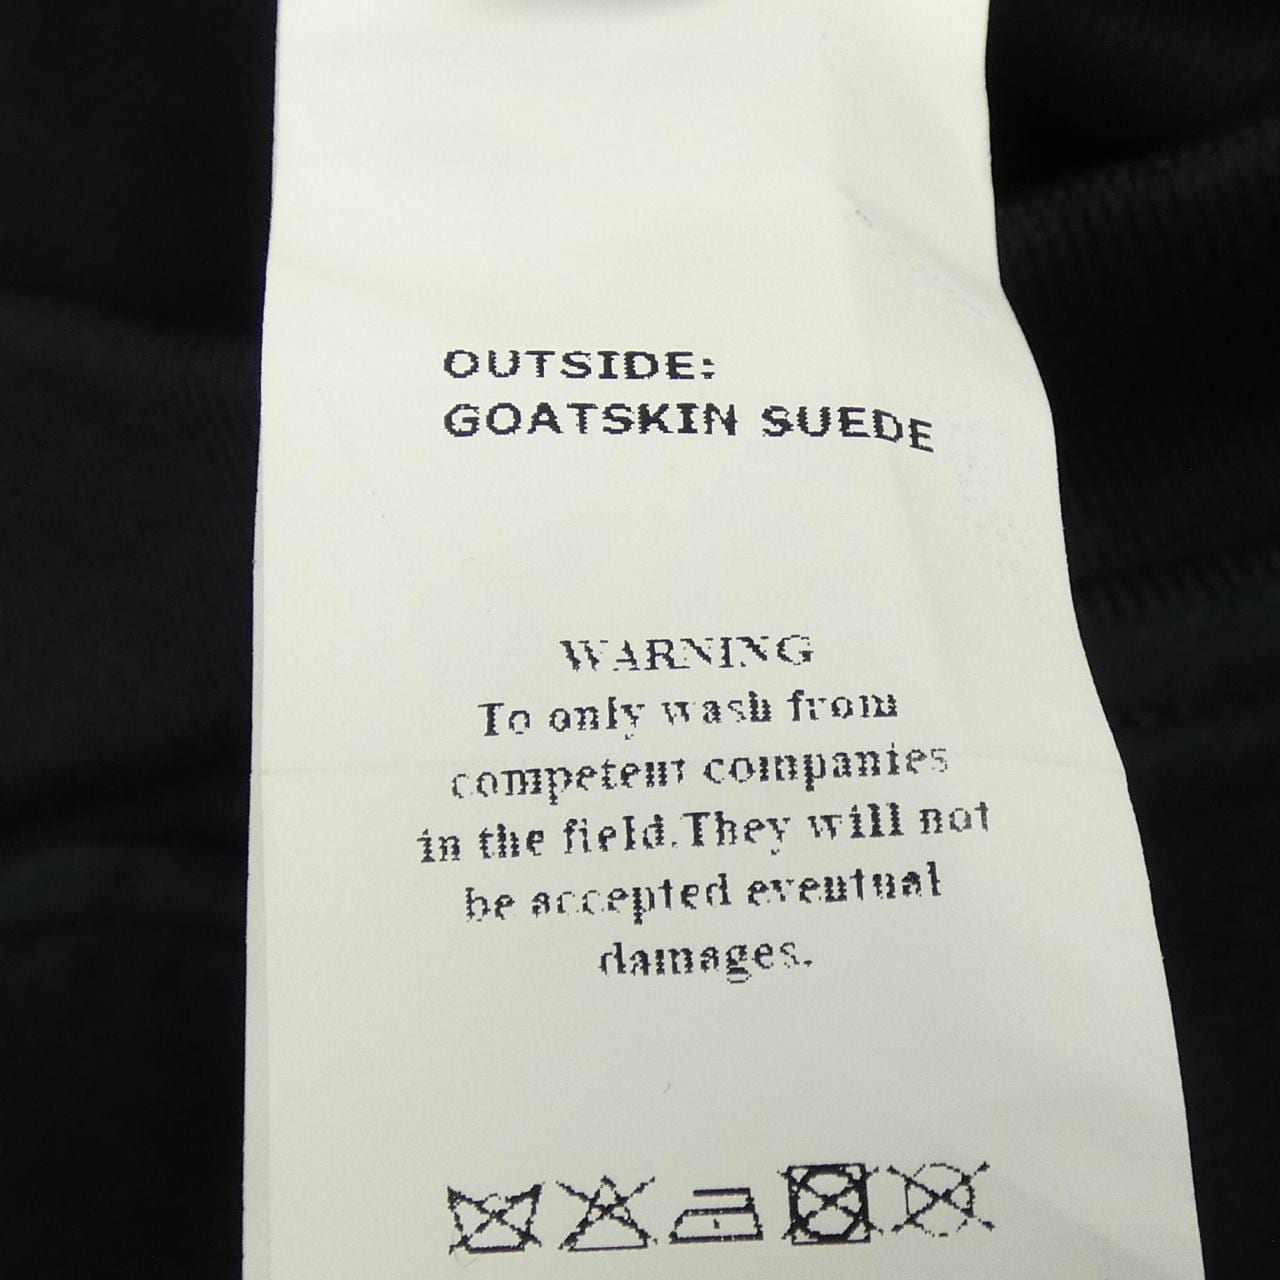 OUTSIDE:
GOATSKIN SUEDE
WARNING
To only wash from
competent companies
in the field.They will not
be accepted eventual
damages.